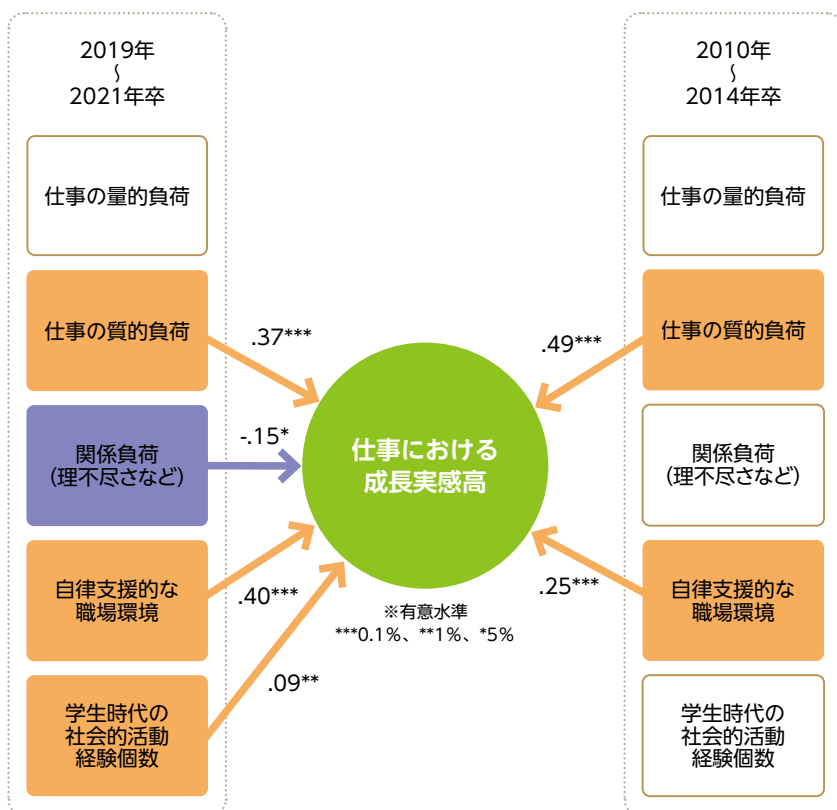 2019年
〜
2021年卒
仕事の量的負荷
仕事の質的負荷
関係負荷
(理不尽さなど)
自律支援的な
職場環境
学生時代の
社会的活動
経験個数
.37***
-.15*
.40***
.09**
仕事における
成長実感高
※有意水準
***0.1%、**1%、*5%
.49***
.25***
2010年
〜
2014年卒
仕事の量的負荷
仕事の質的負荷
関係負荷
(理不尽さなど)
自律支援的な
職場環境
学生時代の
社会的活動
経験個数